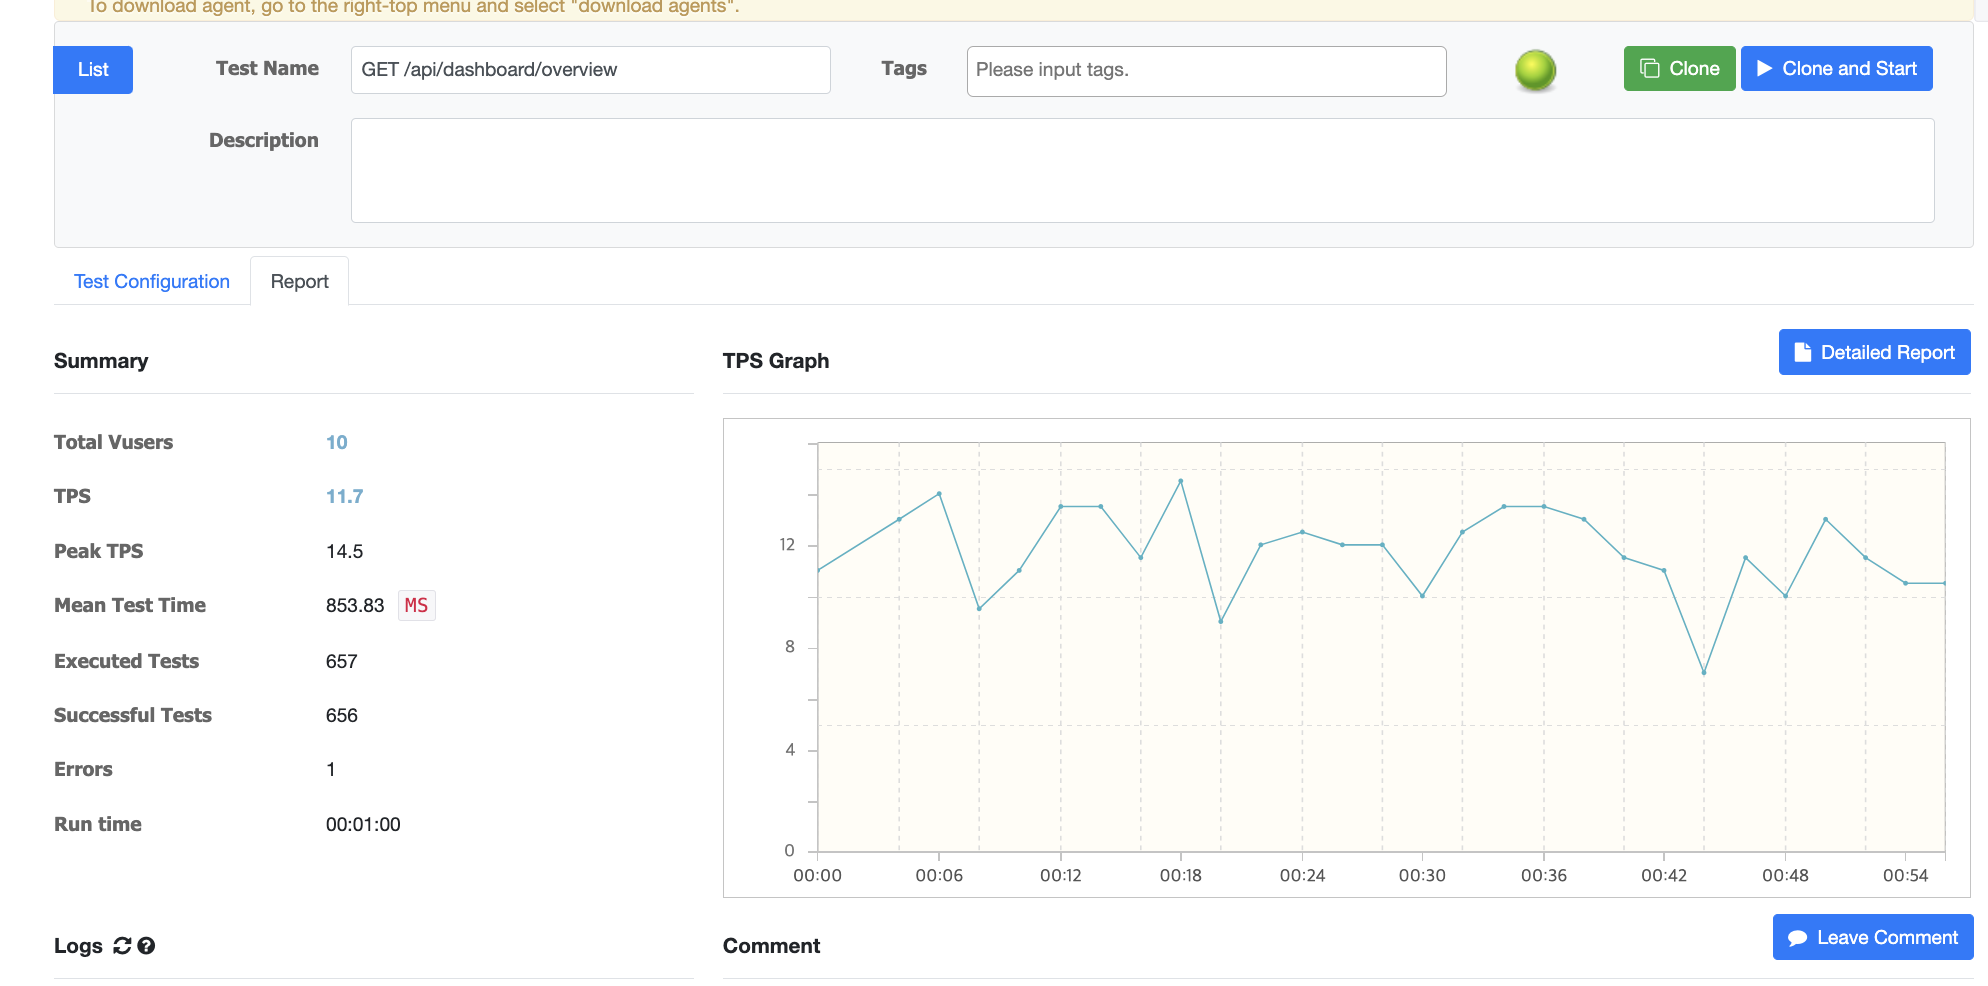 To download agent, go to the right-top menu and select "download agents".
List
Test Name
GET /api/dashboard/overview
Tags
Please input tags.
Clone
Clone and Start
Description
Test Configuration
Report
Summary
Total Vusers 10
TPS 11.7
Peak TPS 14.5
Mean Test Time 853.83 MS
Executed Tests 657
Successful Tests 656
Errors 1
Run time 00:01:00
TPS Graph
Detailed Report
12
8
4
0
00:00 00:06 00:12 00:18 00:24 00:30 00:36 00:42 00:48 00:54
Logs
Comment
Leave Comment